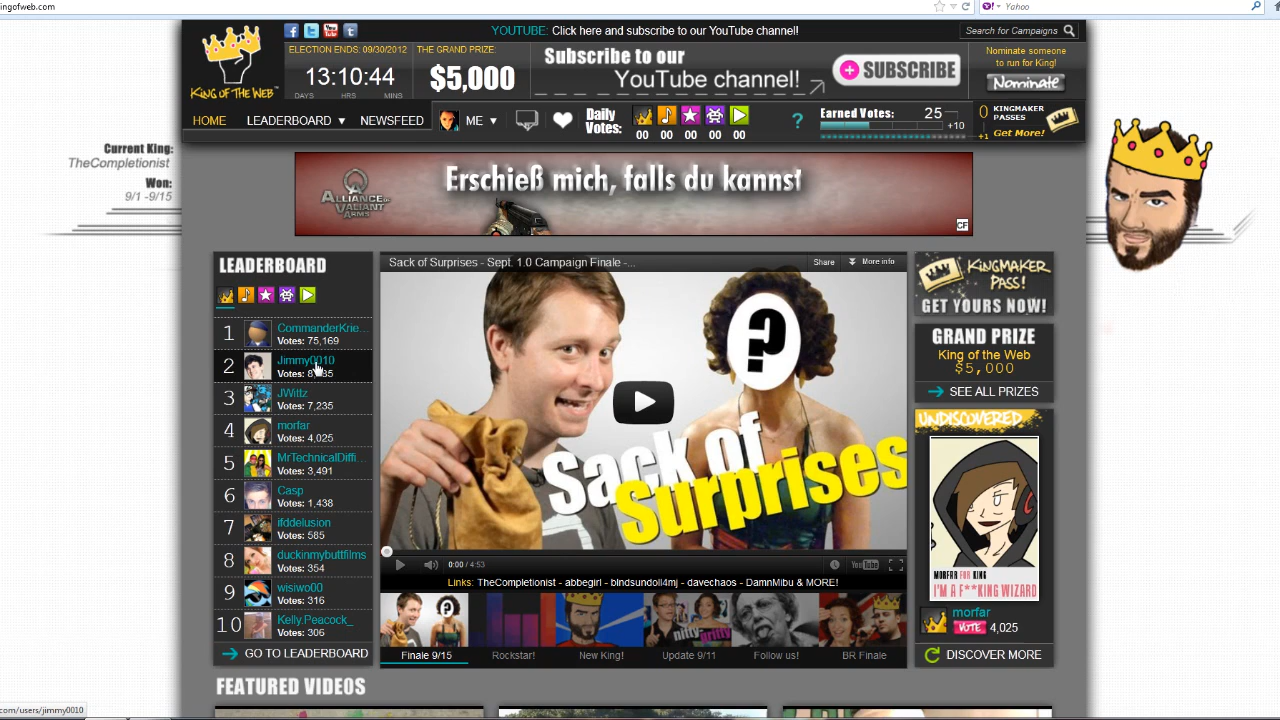 ingofweb.com
Yahoo
YOUTUBE: Click here and subscribe to our YouTube channel!
Search for Campaigns
KING OF THE WEB™
ELECTION ENDS: 09/30/2012
13:10:44
DAYS HRS MINS
THE GRAND PRIZE:
$5,000
Subscribe to our
YouTube channel!
SUBSCRIBE
Nominate someone
to run for King!
Nominate
HOME
LEADERBOARD ▼
NEWSFEED
ME ▼
Daily
Votes:
00 00 00 00 00
?
Earned Votes: 25
+10
0 KINGMAKER
PASSES
+1 Get More!
Current King:
TheCompletionist
Won:
9/1 -9/15
ALLIANCE of
VALIANT
ARMS
Erschieß mich, falls du kannst
CF
LEADERBOARD
1 CommanderKrie...
Votes: 75,169
2 Jimmy0010
Votes: 8, 35
3 JWittz
Votes: 7,235
4 morfar
Votes: 4,025
5 MrTechnicalDiffi...
Votes: 3,491
6 Casp
Votes: 1,438
7 ifddelusion
Votes: 585
8 duckinmybuttfilms
Votes: 354
9 wisiwo00
Votes: 316
10 Kelly.Peacock_
Votes: 306
GO TO LEADERBOARD
Sack of Surprises - Sept. 1.0 Campaign Finale -...
Share
More info
?
Sack of
Surprises
0:00 / 4:53
YouTube
Links: TheCompletionist - abbegirl - bindsundoll4mj - davechaos - DamnMibu & MORE!
?
nitty-gritty
Finale 9/15
Rockstar!
New King!
Update 9/11
Follow us!
BR Finale
KINGMAKER
PASS!
GET YOURS NOW!
GRAND PRIZE
King of the Web
$5,000
SEE ALL PRIZES
UNDISCOVERED
MORFAR FOR KING
I'M A F**KING WIZARD
morfar
VOTE 4,025
DISCOVER MORE
FEATURED VIDEOS
com/users/jimmy0010